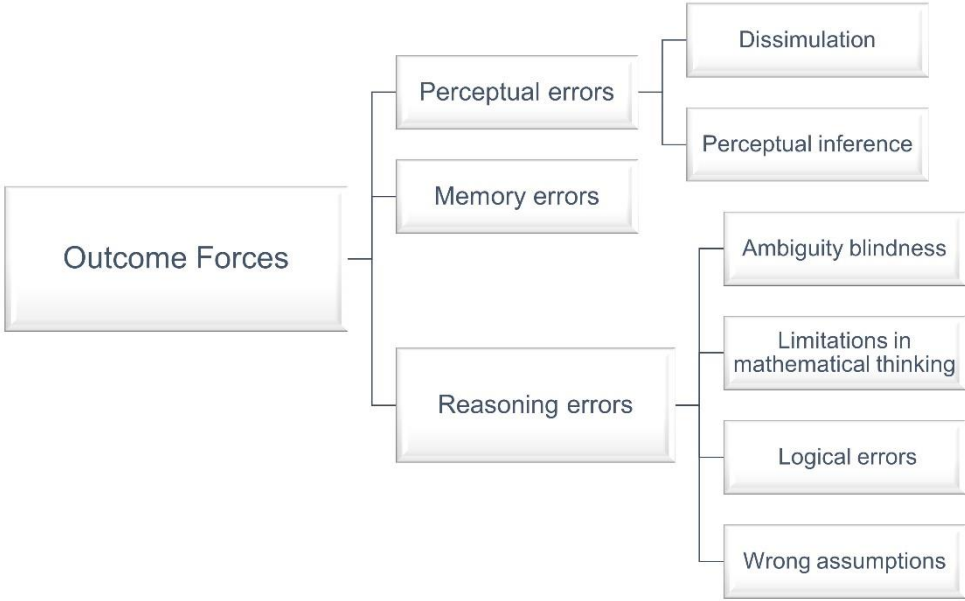 Outcome Forces
Perceptual errors
Dissimulation
Perceptual inference
Memory errors
Reasoning errors
Ambiguity blindness
Limitations in
mathematical thinking
Logical errors
Wrong assumptions